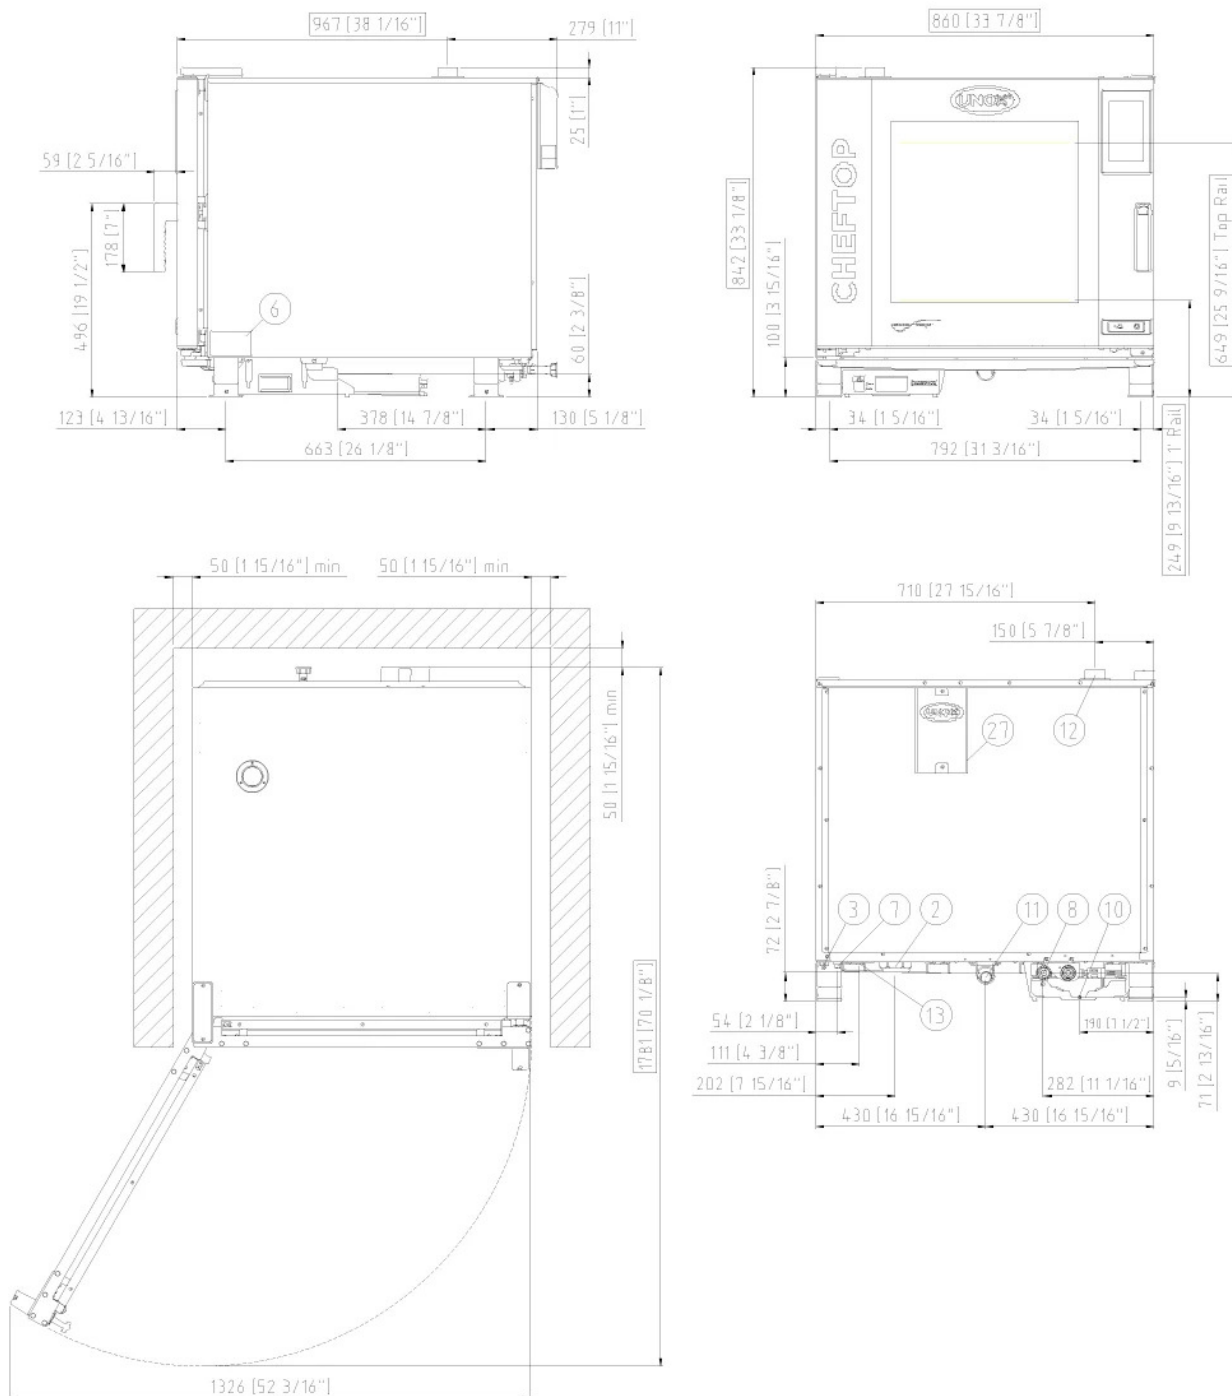 967 [38 1/16"]
279 [11"]
25 [1"]
59 [2 5/16"]
178 [7"]
496 [19 1/2"]
6
60 [2 3/8"]
123 [4 13/16"]
378 [14 7/8"]
130 [5 1/8"]
663 [26 1/8"]
860 [33 7/8"]
UNOX
CHEFTOP
842 [33 1/8"]
100 [3 15/16"]
649 [25 9/16"] Top Rail
34 [1 5/16"]
34 [1 5/16"]
792 [31 3/16"]
249 [9 13/16"] 1' Rail
50 [1 15/16"] min
50 [1 15/16"] min
50 [1 15/16"] min
1781 [70 1/8"]
1326 [52 3/16"]
710 [27 15/16"]
150 [5 7/8"]
12
UNOX
27
72 [2 7/8"]
3
7
2
11
8
10
13
54 [2 1/8"]
190 [7 1/2"]
111 [4 3/8"]
9 [5/16"]
71 [2 13/16"]
202 [7 15/16"]
282 [11 1/16"]
430 [16 15/16"]
430 [16 15/16"]